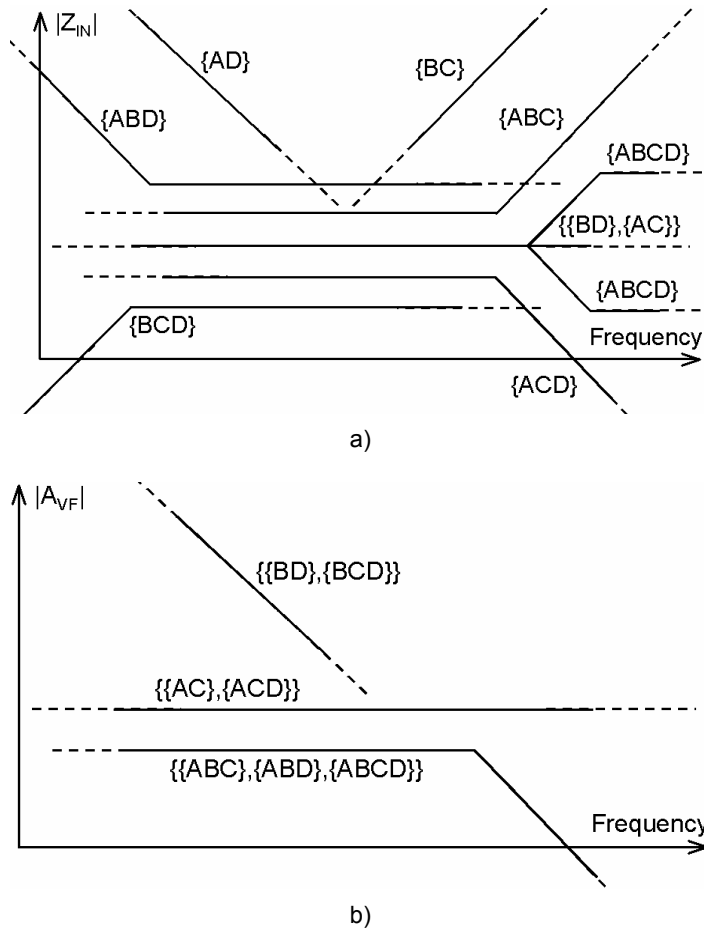 |Z_IN|
{AD}
{BC}
{ABD}
{ABC}
{ABCD}
{{BD},{AC}}
{ABCD}
{BCD}
Frequency
{ACD}
a)
|A_VF|
{{BD},{BCD}}
{{AC},{ACD}}
{{ABC},{ABD},{ABCD}}
Frequency
b)